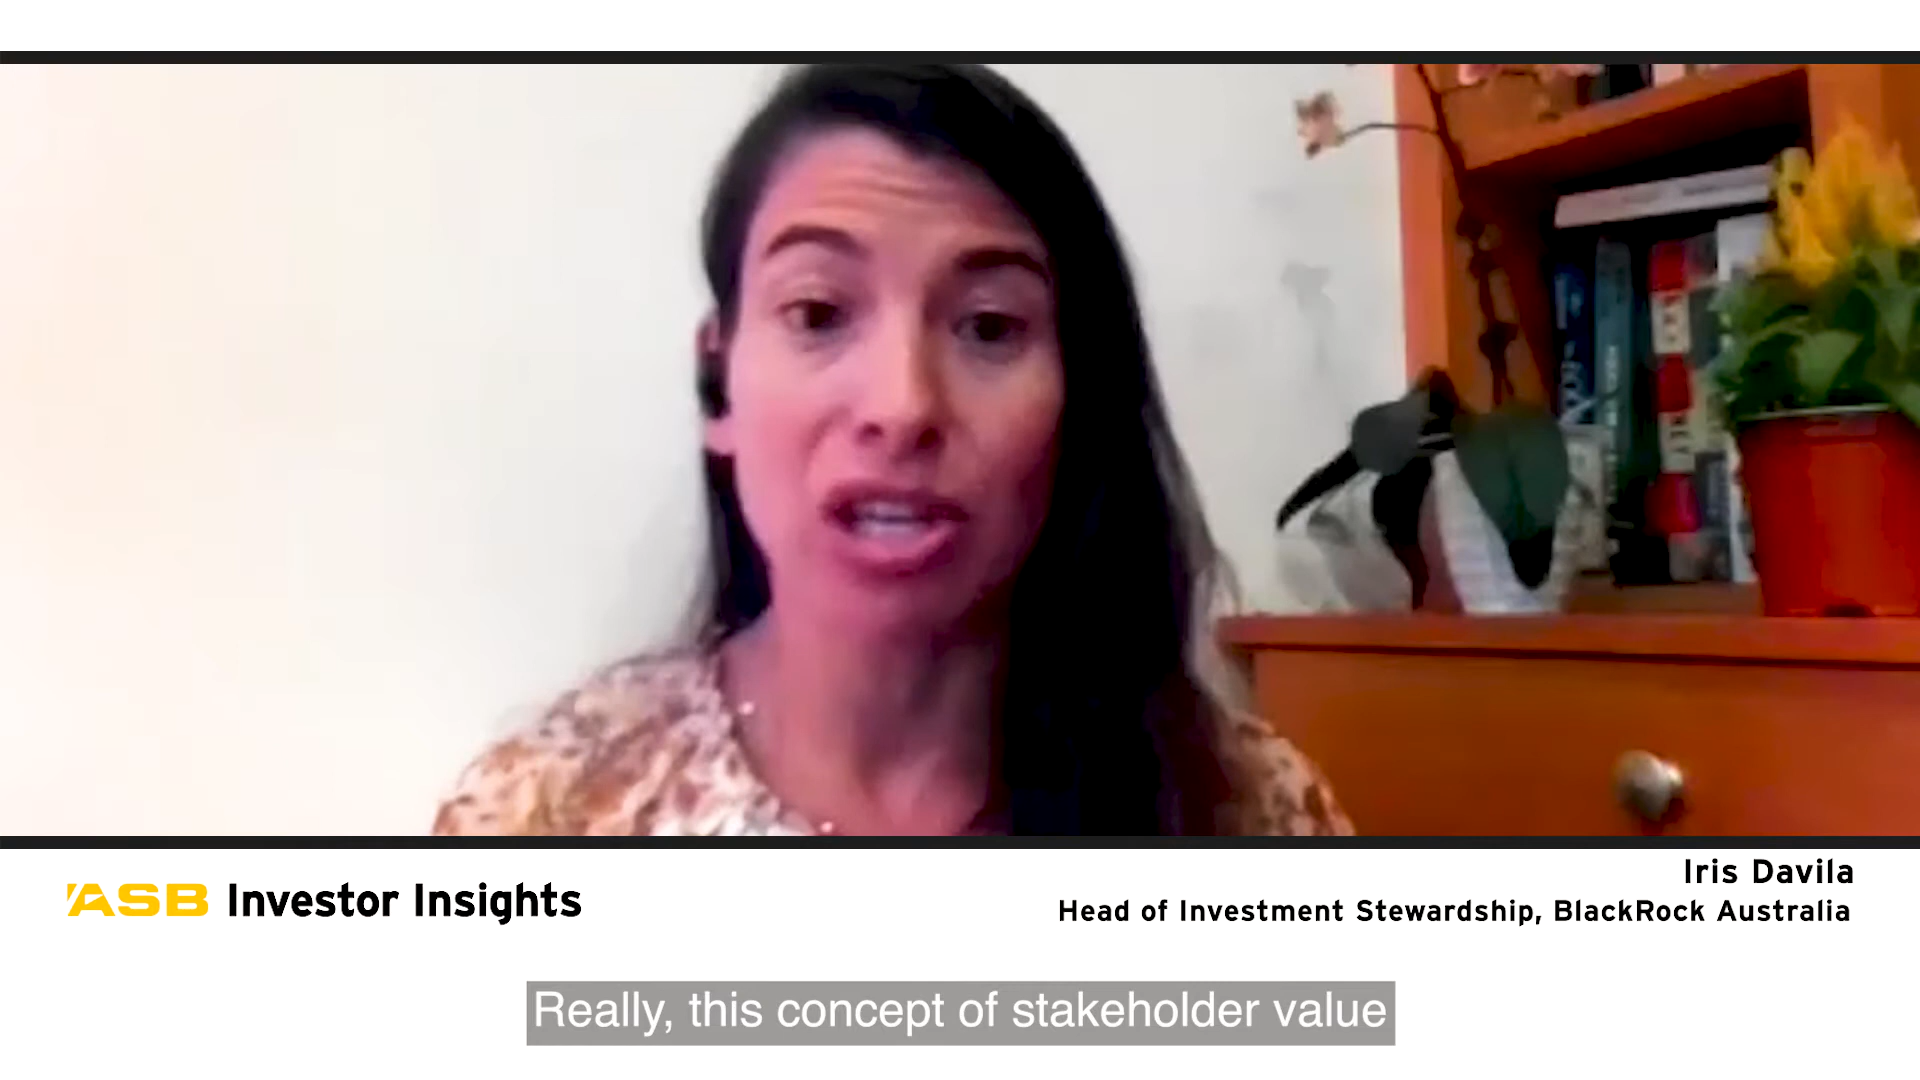 ASB Investor Insights
Iris Davila
Head of Investment Stewardship, BlackRock Australia
Really, this concept of stakeholder value